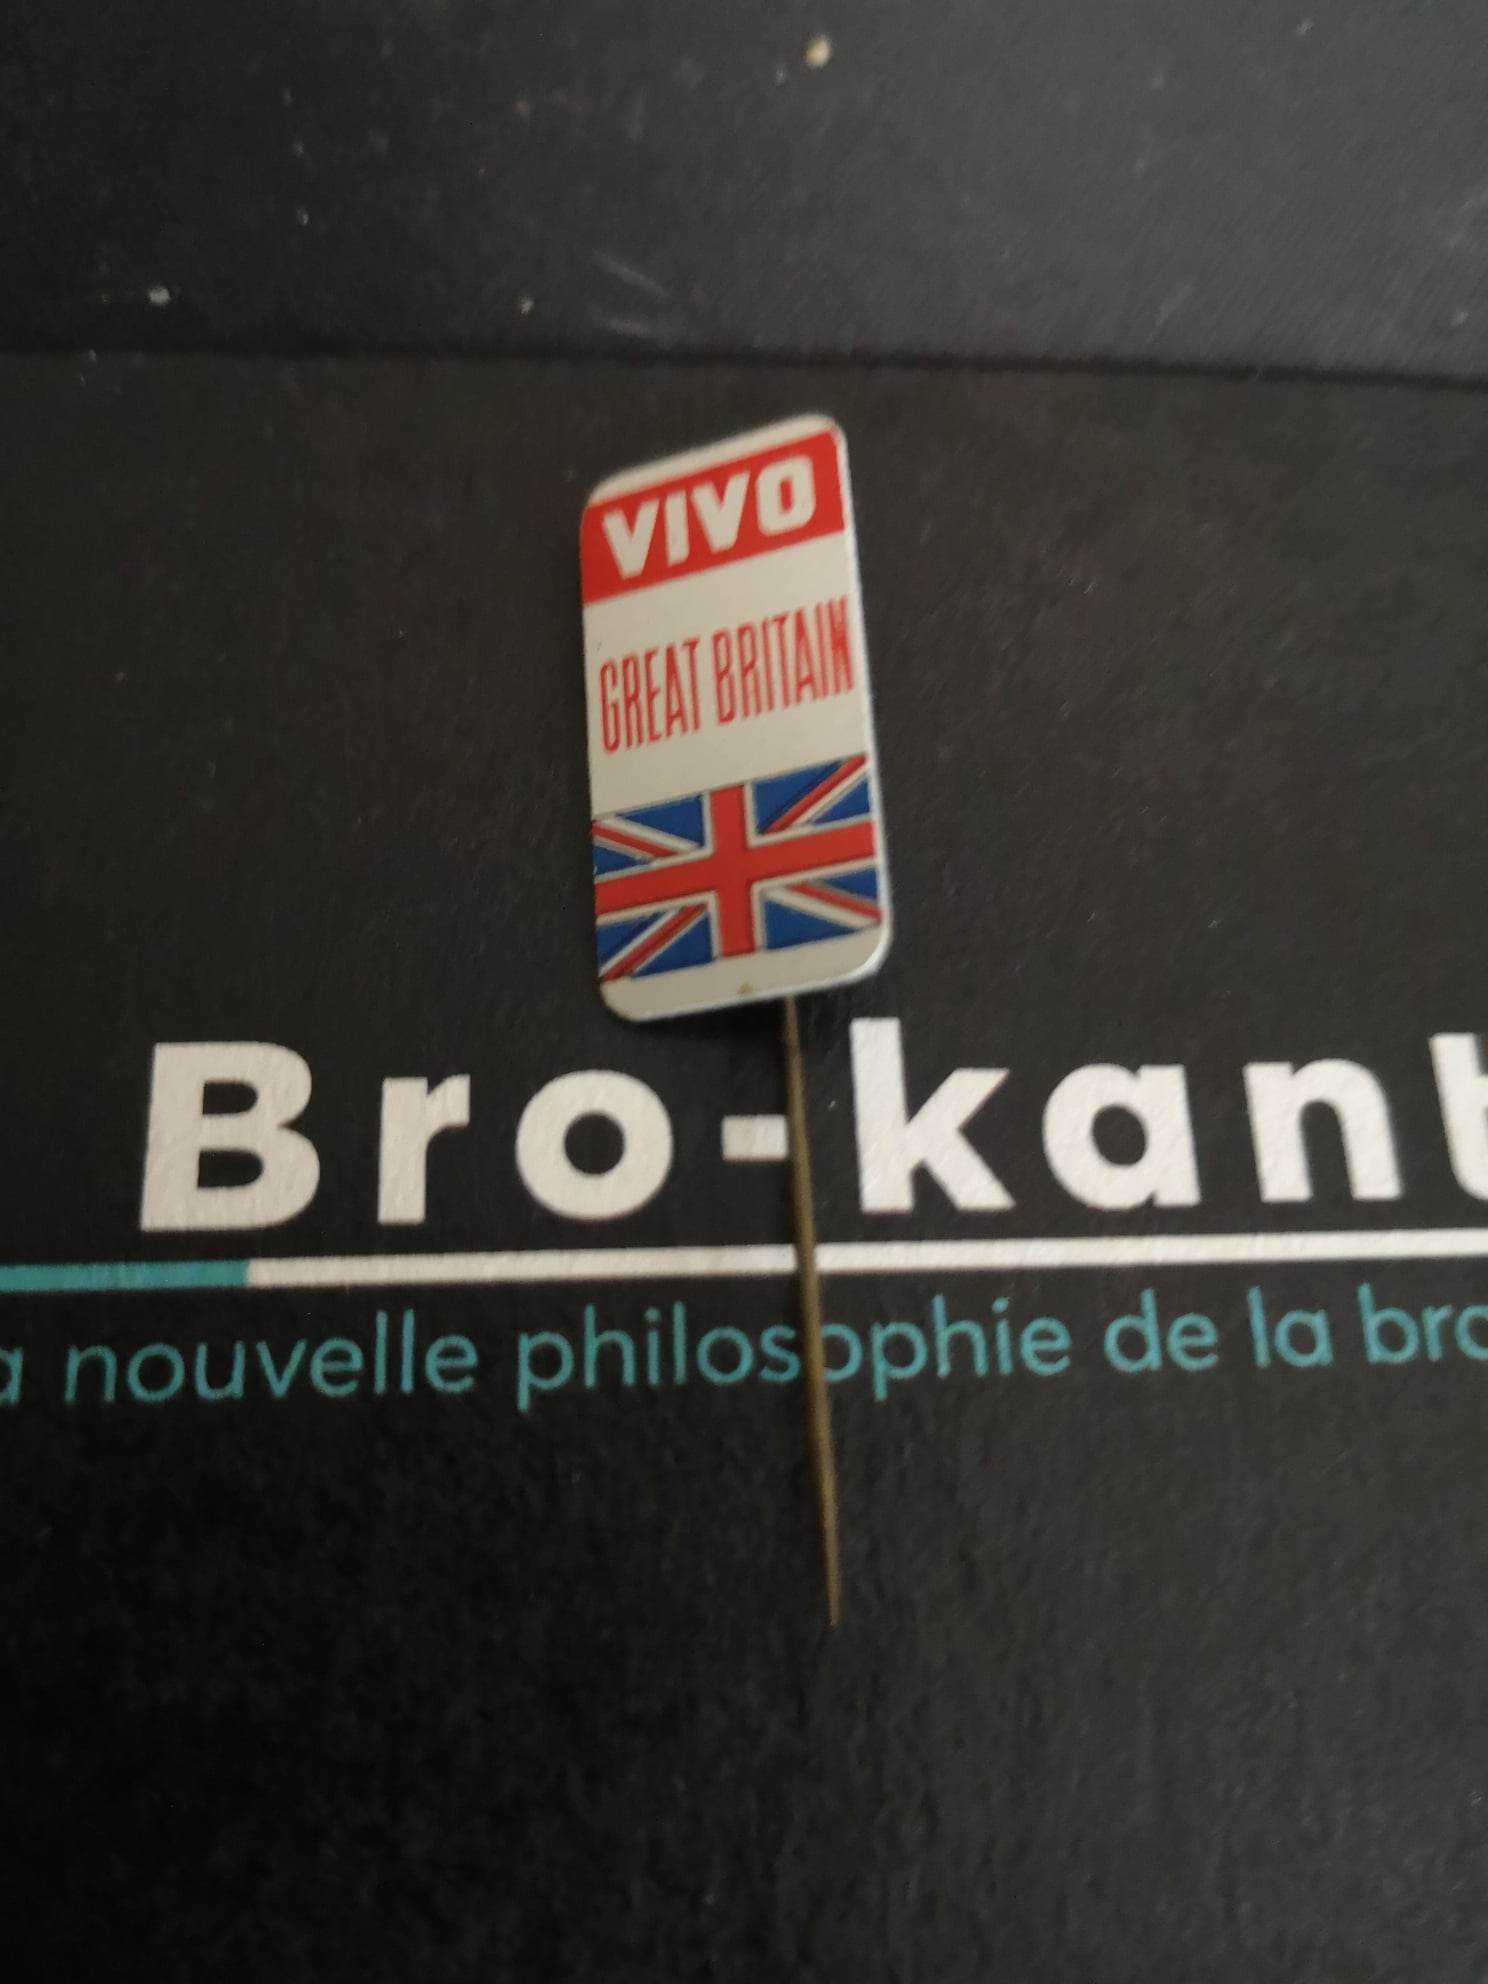 VIVO
GREAT BRITAIN
Bro-kant
a nouvelle philosophie de la bro